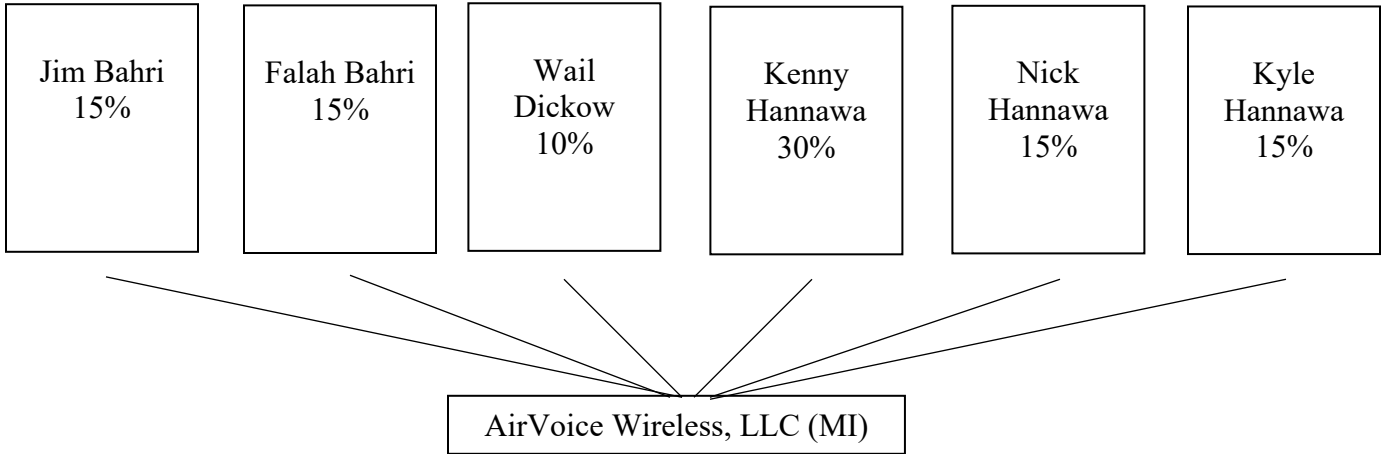 Jim Bahri
15%
Falah Bahri
15%
Wail
Dickow
10%
Kenny
Hannawa
30%
Nick
Hannawa
15%
Kyle
Hannawa
15%
AirVoice Wireless, LLC (MI)